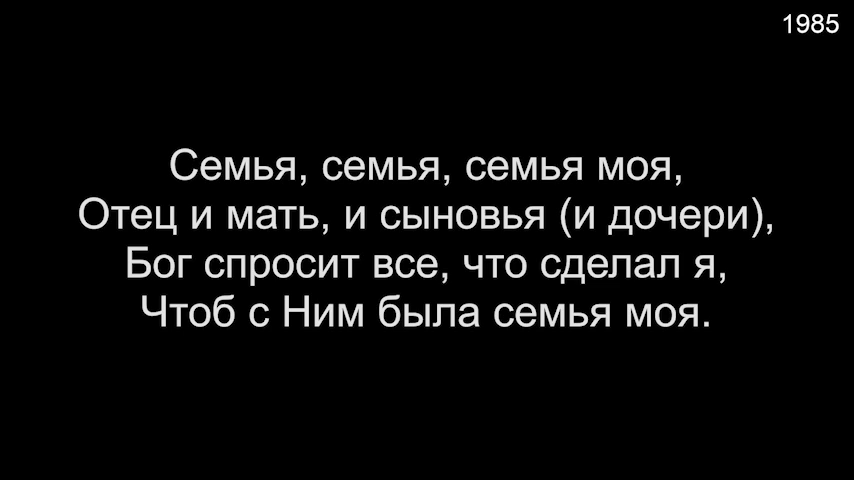 1985
Семья, семья, семья моя,
Отец и мать, и сыновья (и дочери),
Бог спросит все, что сделал я,
Чтоб с Ним была семья моя.